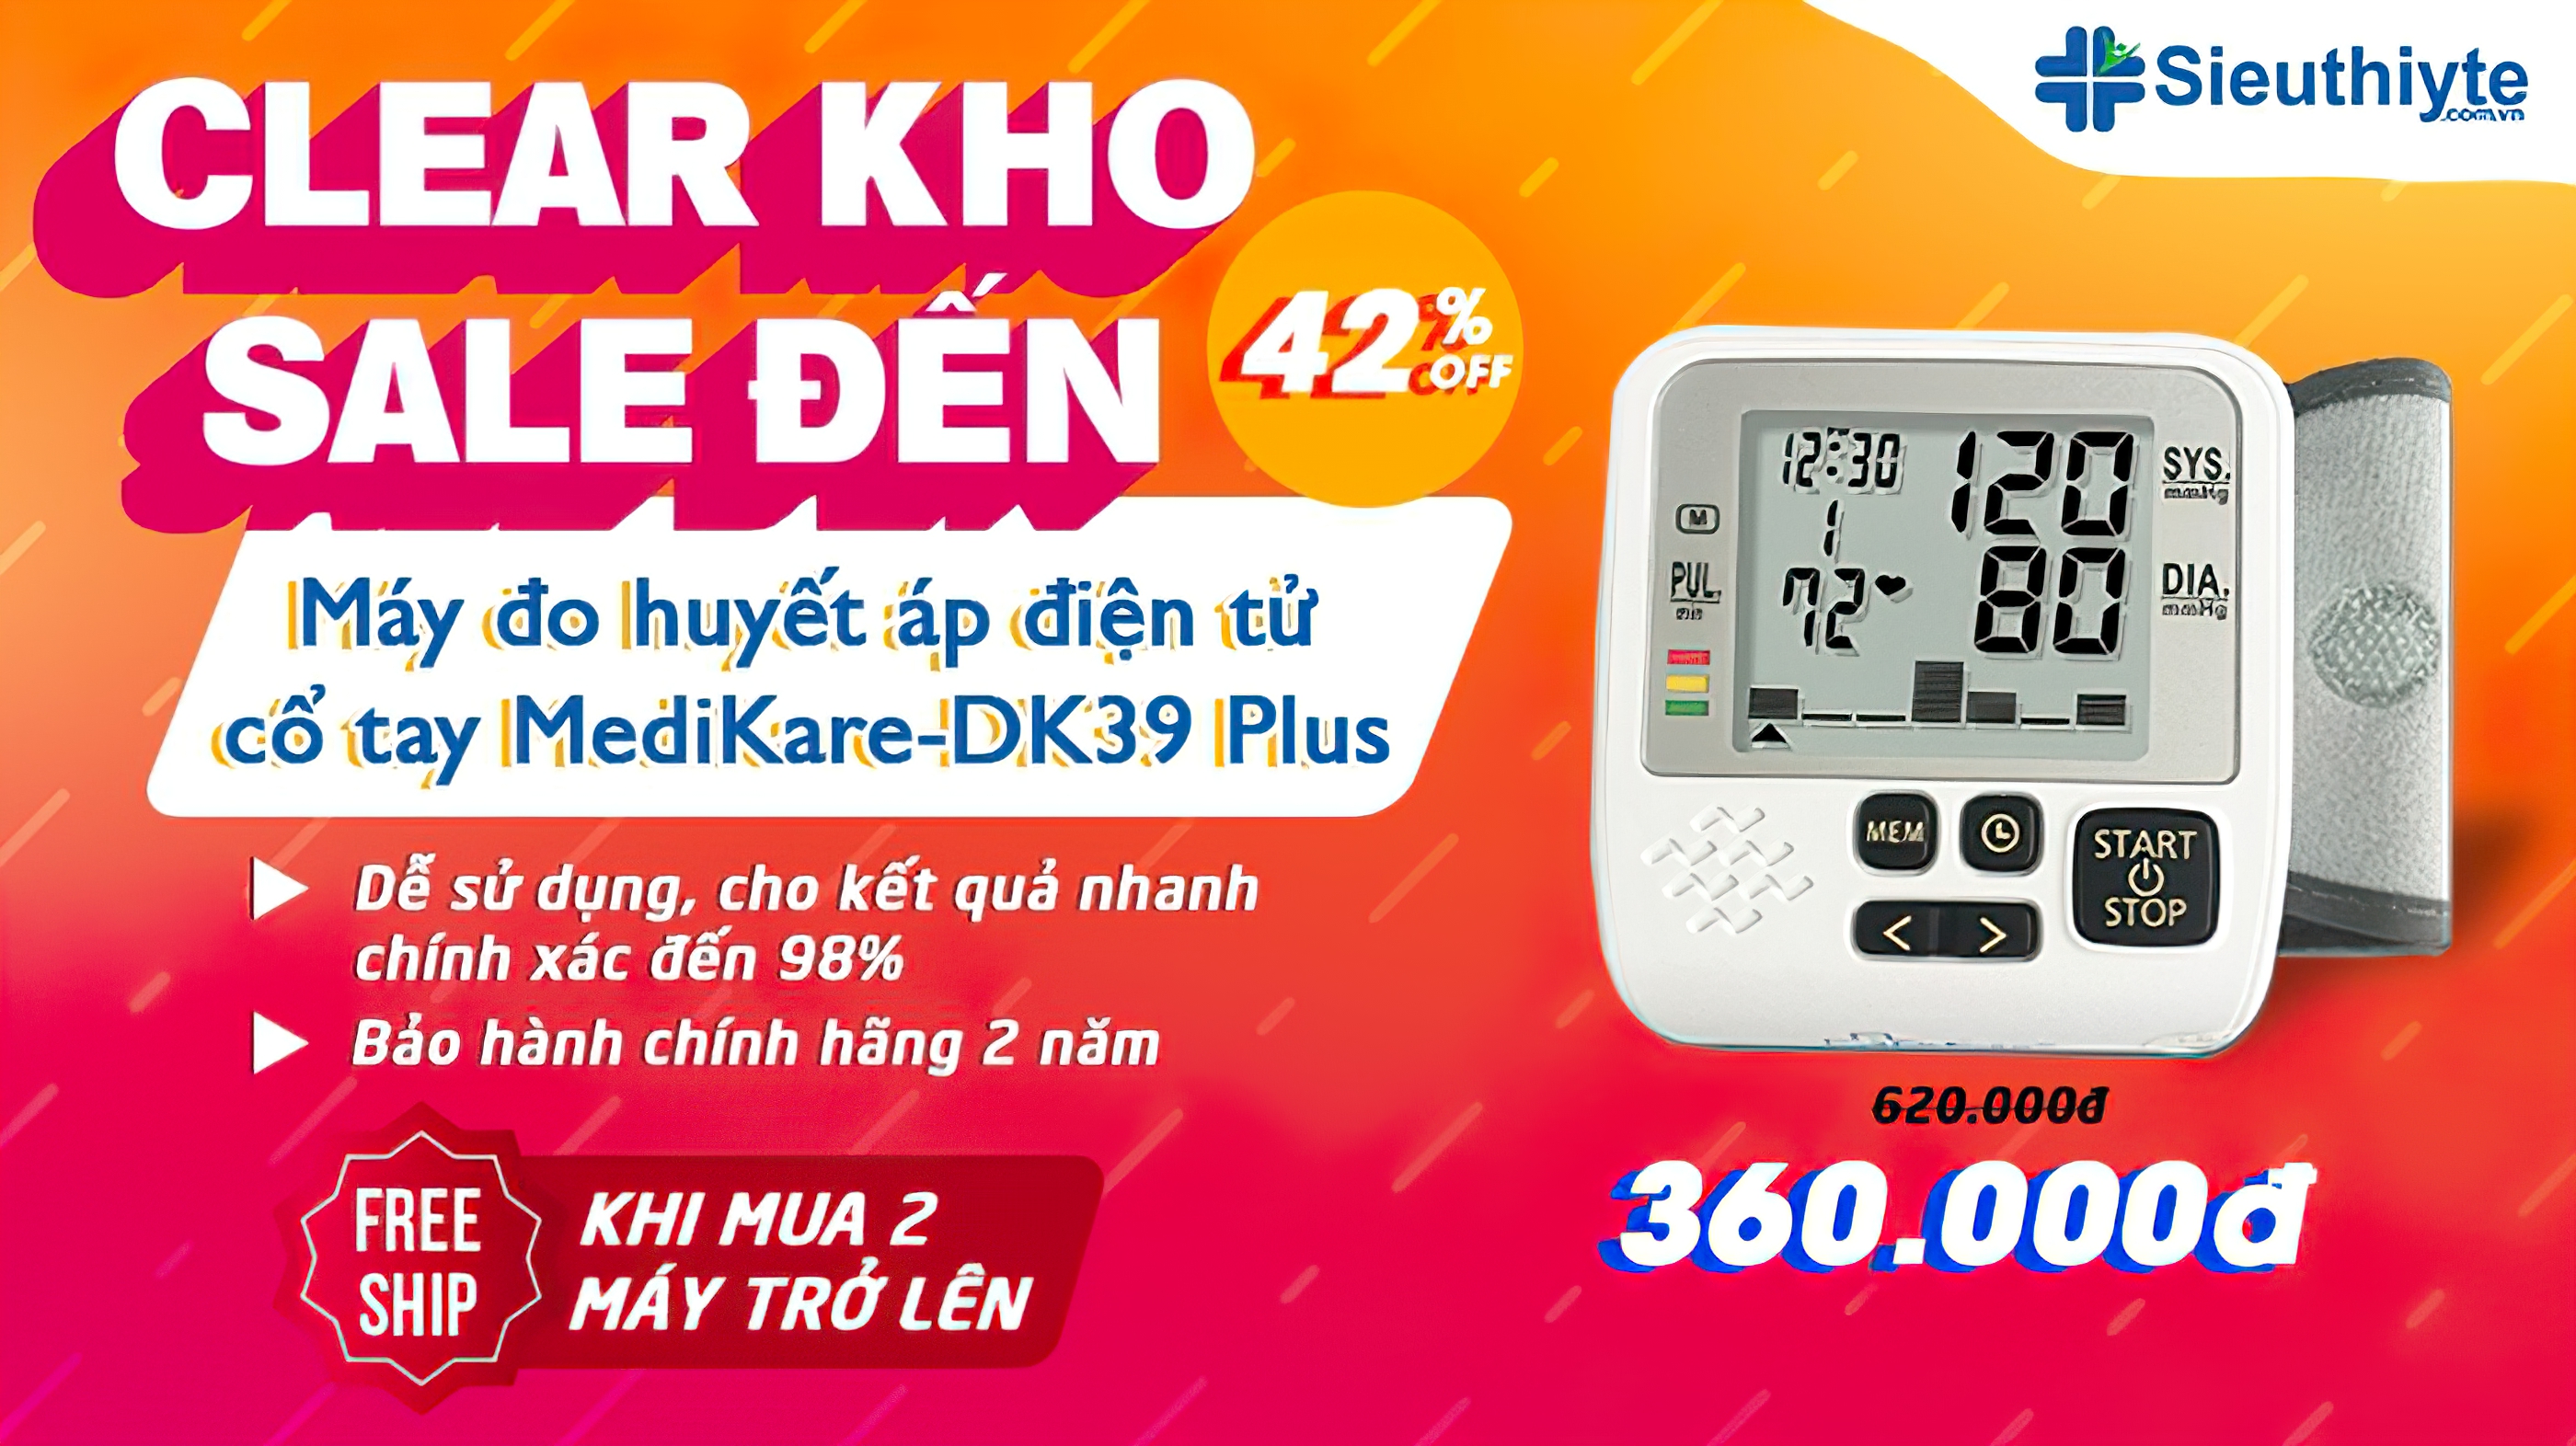 Sieuthiyte
.com.vn
CLEAR KHO
SALE ĐẾN
42%
OFF
Máy đo huyết áp điện tử
cổ tay MediKare-DK39 Plus
Dễ sử dụng, cho kết quả nhanh
chính xác đến 98%
Bảo hành chính hãng 2 năm
FREE
SHIP
KHI MUA 2
MÁY TRỞ LÊN
12:30
120
SYS.
mmHg
M
1
PUL.
72
80
DIA.
mmHg
MEM
START
STOP
< >
620.000đ
360.000đ